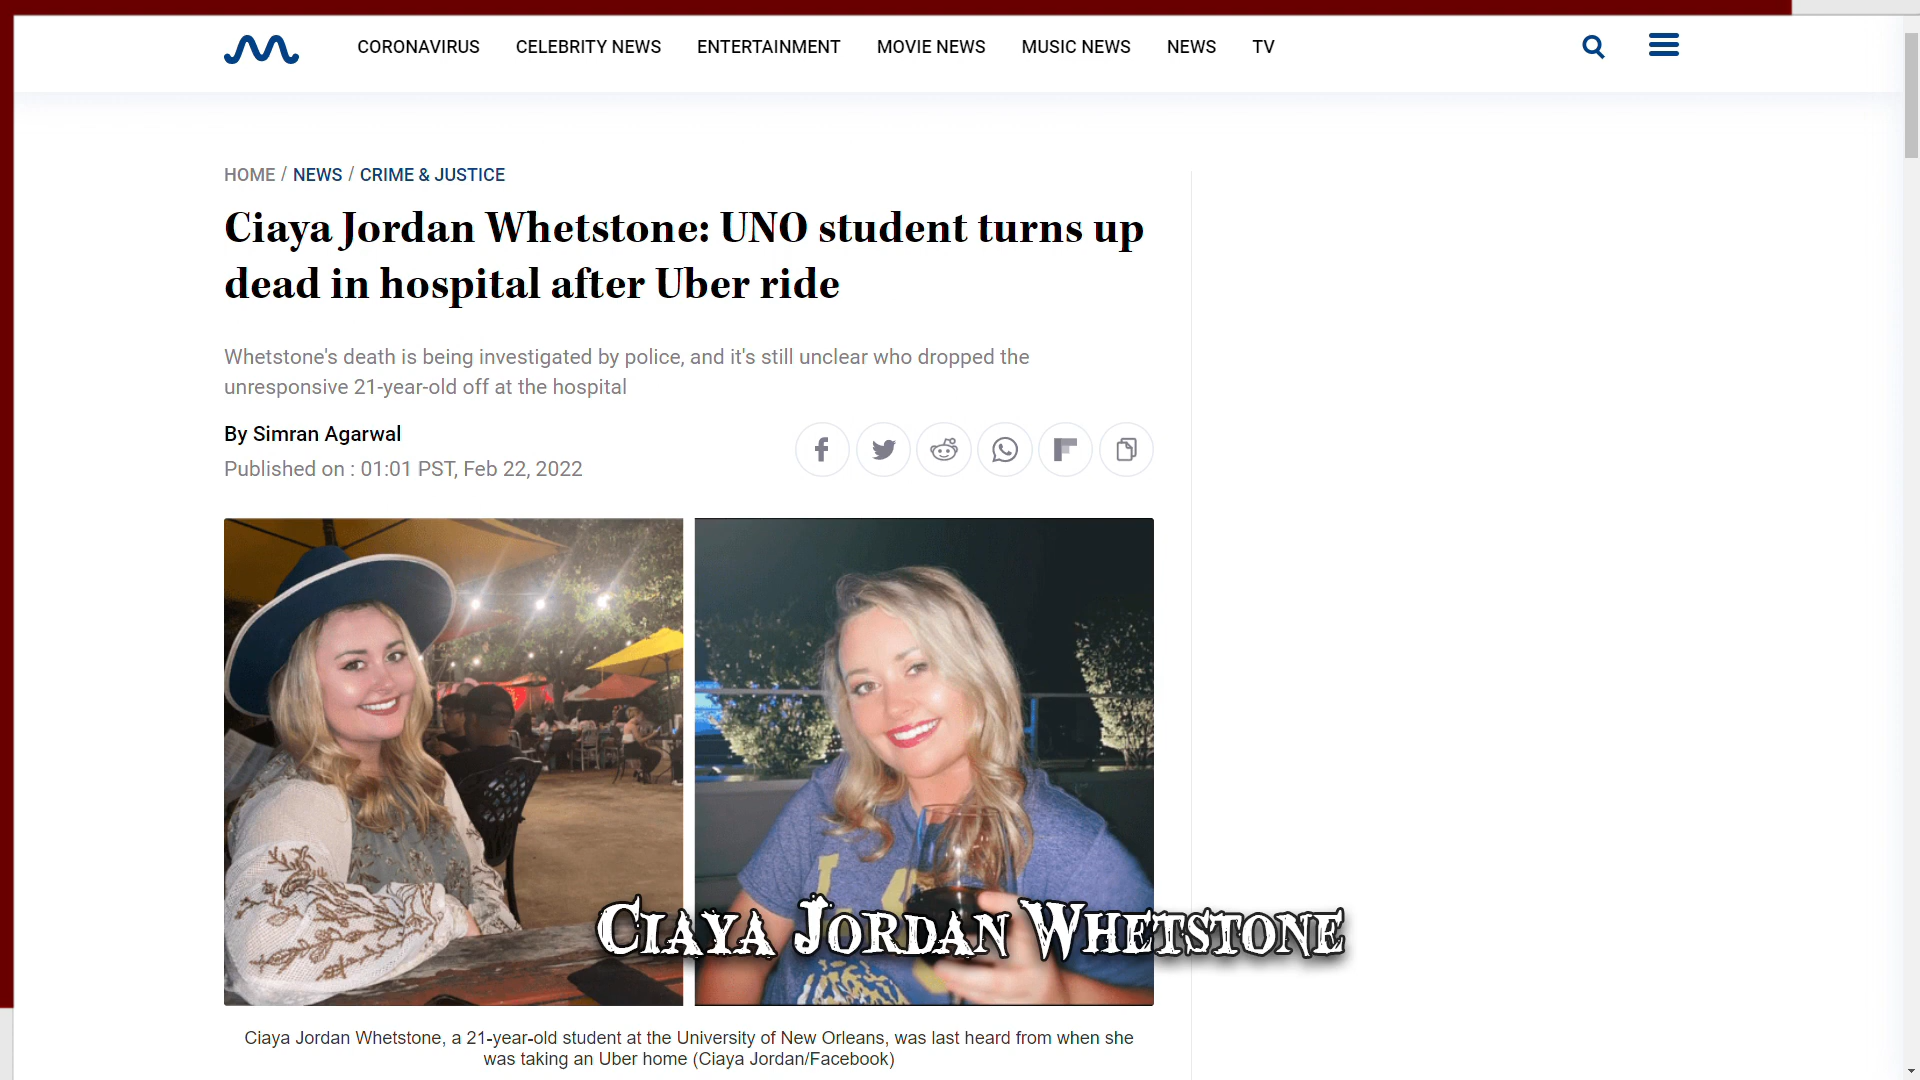 CORONAVIRUS CELEBRITY NEWS ENTERTAINMENT MOVIE NEWS MUSIC NEWS NEWS TV
HOME / NEWS / CRIME & JUSTICE
Ciaya Jordan Whetstone: UNO student turns up
dead in hospital after Uber ride
Whetstone's death is being investigated by police, and it's still unclear who dropped the
unresponsive 21-year-old off at the hospital
By Simran Agarwal
Published on : 01:01 PST, Feb 22, 2022
Ciaya Jordan Whetstone
Ciaya Jordan Whetstone, a 21-year-old student at the University of New Orleans, was last heard from when she
was taking an Uber home (Ciaya Jordan/Facebook)